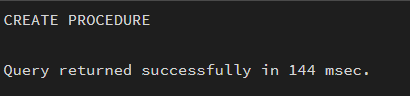 CREATE PROCEDURE
Query returned successfully in 144 msec.